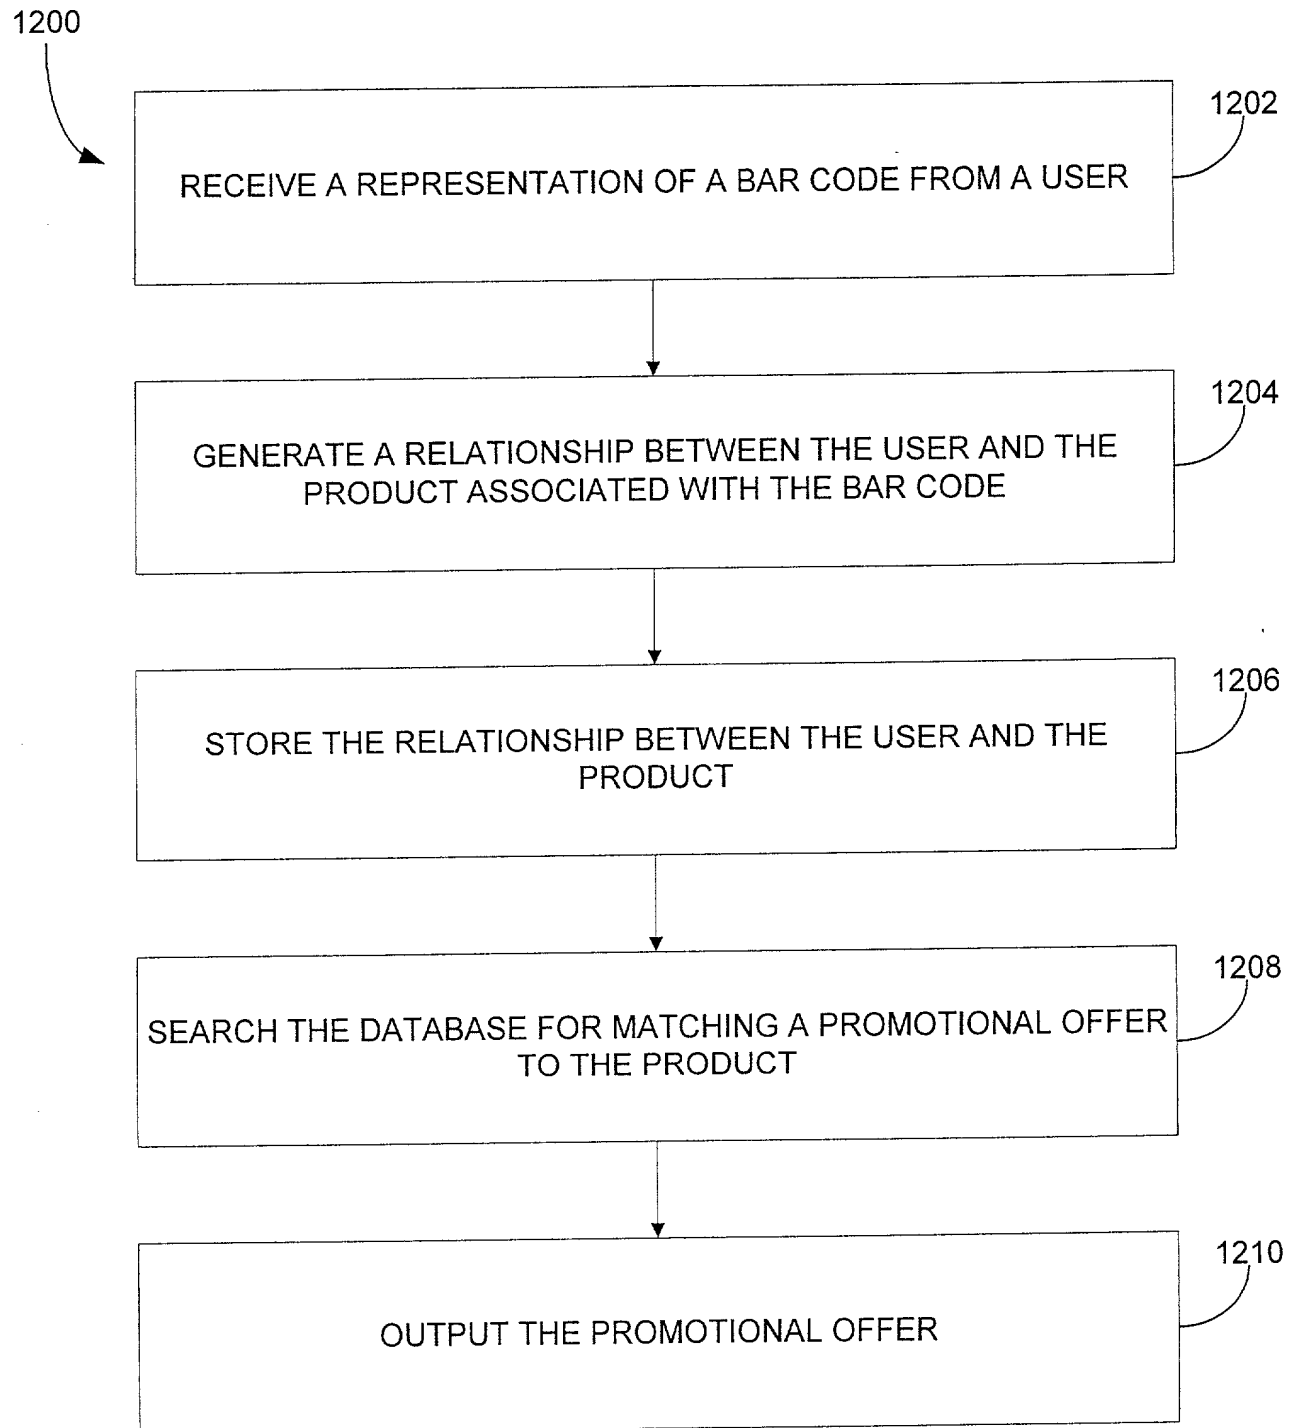 1200
1202
RECEIVE A REPRESENTATION OF A BAR CODE FROM A USER
1204
GENERATE A RELATIONSHIP BETWEEN THE USER AND THE
PRODUCT ASSOCIATED WITH THE BAR CODE
1206
STORE THE RELATIONSHIP BETWEEN THE USER AND THE
PRODUCT
1208
SEARCH THE DATABASE FOR MATCHING A PROMOTIONAL OFFER
TO THE PRODUCT
1210
OUTPUT THE PROMOTIONAL OFFER